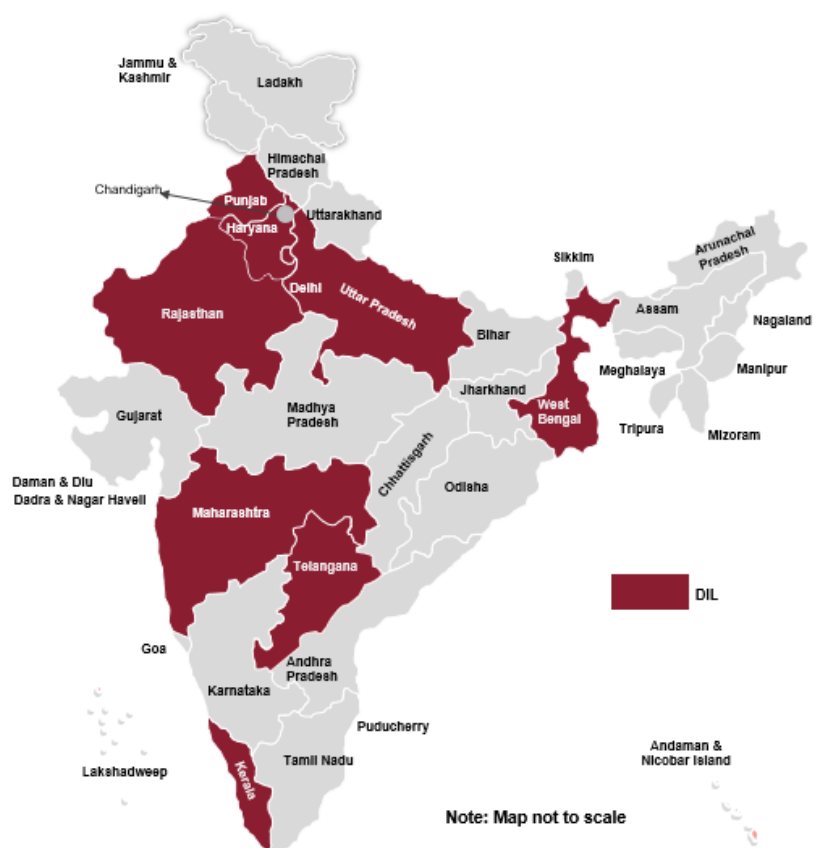 Jammu &
Kashmir
Ladakh
Himachal
Pradesh
Chandigarh
Punjab
Uttarakhand
Haryana
Delhi
Uttar Pradesh
Rajasthan
Sikkim
Arunachal
Pradesh
Assam
Nagaland
Bihar
Meghalaya
Manipur
Jharkhand
West
Bengal
Tripura
Mizoram
Gujarat
Madhya
Pradesh
Chhattisgarh
Odisha
Daman & Diu
Dadra & Nagar Haveli
Maharashtra
Telangana
DIL
Goa
Andhra
Pradesh
Karnataka
Puducherry
Lakshadweep
Kerala
Tamil Nadu
Andaman &
Nicobar Island
Note: Map not to scale